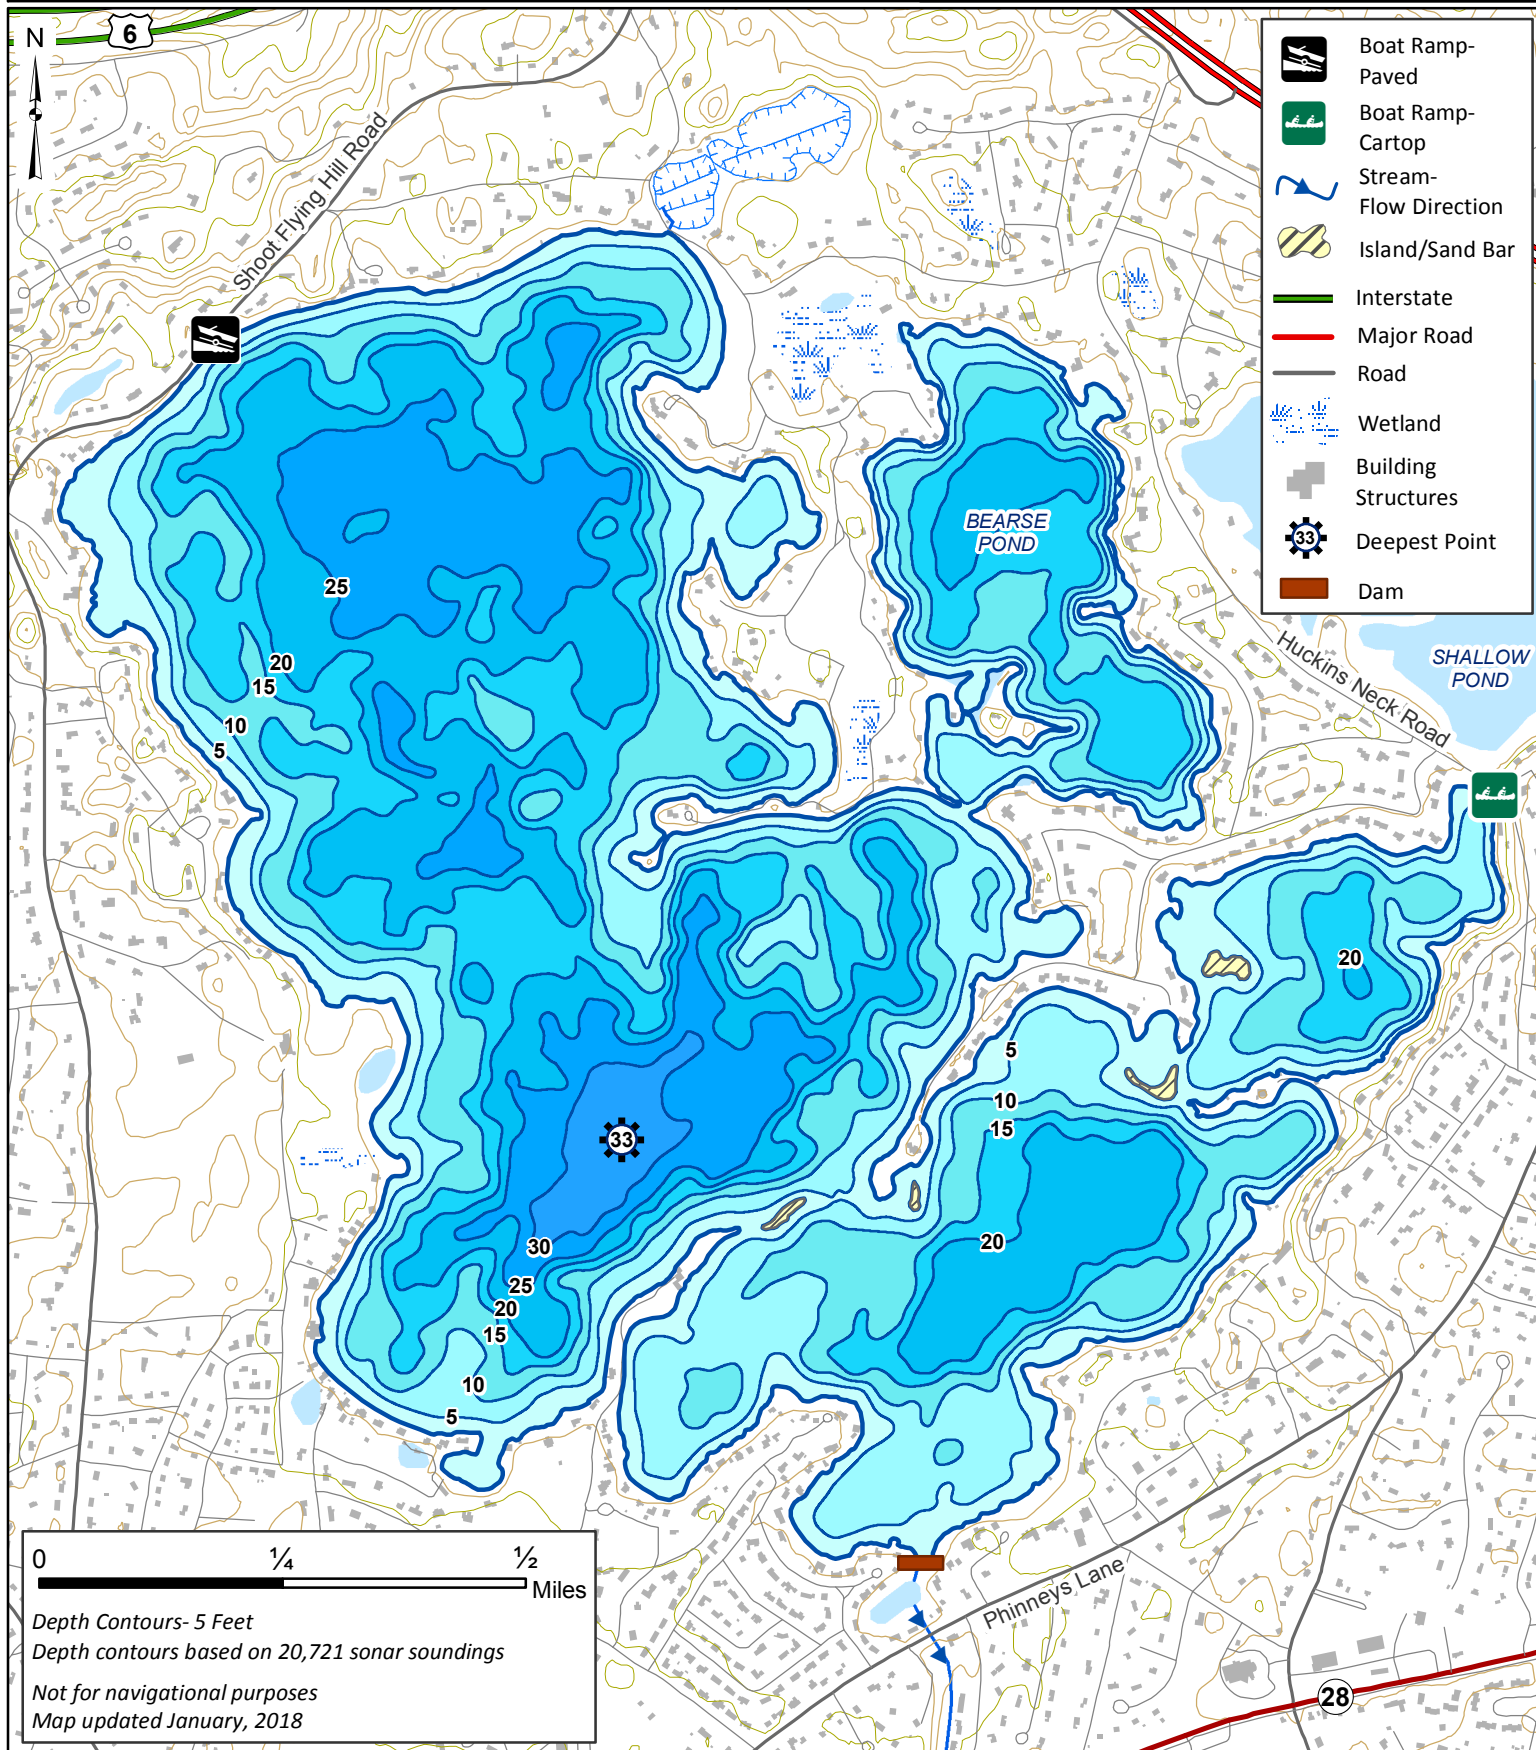 6
N
Boat Ramp-
Paved
Boat Ramp-
Cartop
Stream-
Flow Direction
Island/Sand Bar
Interstate
Major Road
Road
Wetland
Building
Structures
33
Deepest Point
Dam
Shoot Flying Hill Road
BEARSE
POND
25
20
15
10
5
Huckins Neck Road
SHALLOW
POND
20
5
10
15
33
20
30
25
20
15
10
5
0 ¼ ½
Miles
Depth Contours- 5 Feet
Depth contours based on 20,721 sonar soundings
Not for navigational purposes
Map updated January, 2018
Phinneys Lane
28